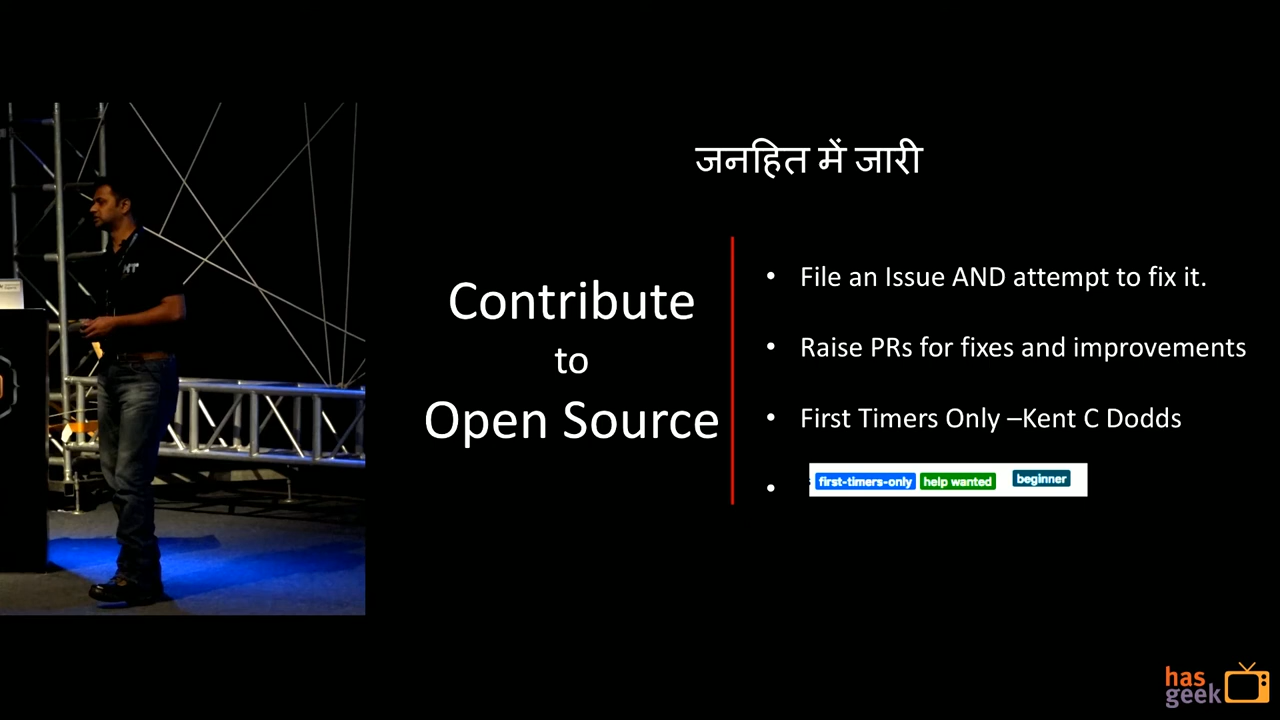 जनहित में जारी
Contribute
to
Open Source
• File an Issue AND attempt to fix it.
• Raise PRs for fixes and improvements
• First Timers Only –Kent C Dodds
• first-timers-only help wanted beginner
has
geek